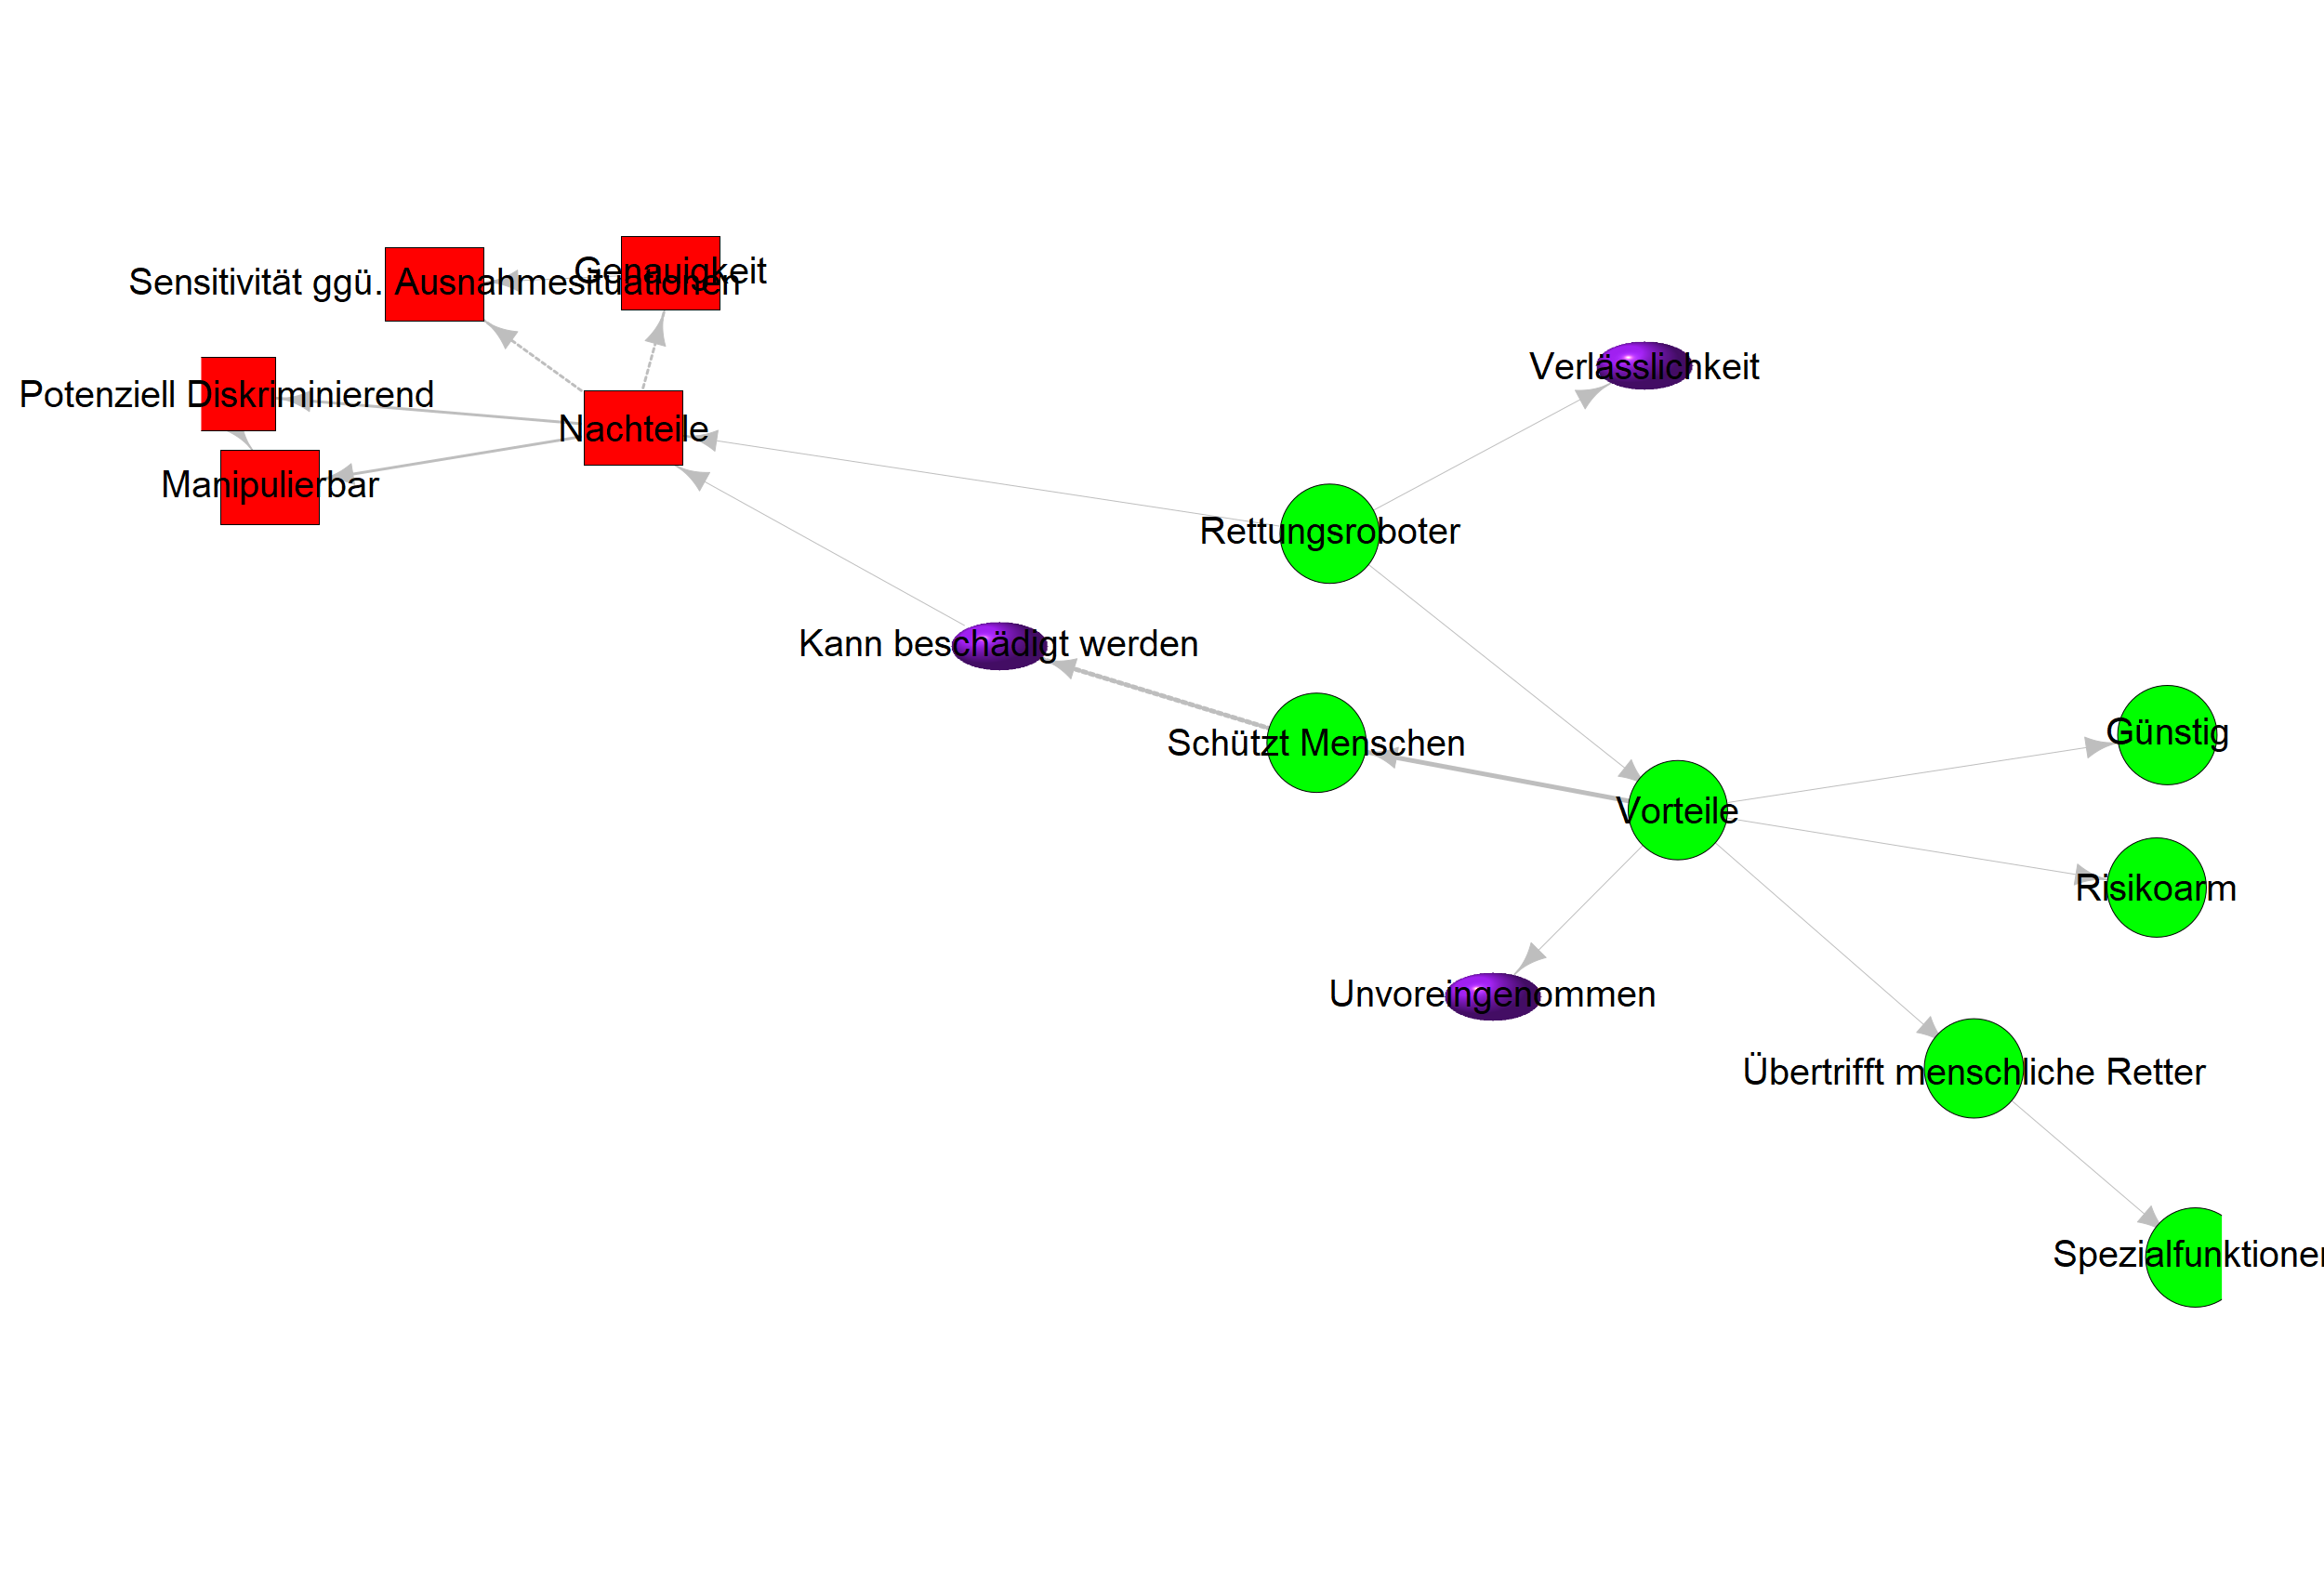 Genauigkeit
Sensitivität ggü. Ausnahmesituationen
Verlässlichkeit
Potenziell Diskriminierend
Nachteile
Manipulierbar
Rettungsroboter
Kann beschädigt werden
Günstig
Schützt Menschen
Vorteile
Risikoarm
Unvoreingenommen
Übertrifft menschliche Retter
Spezialfunktionen